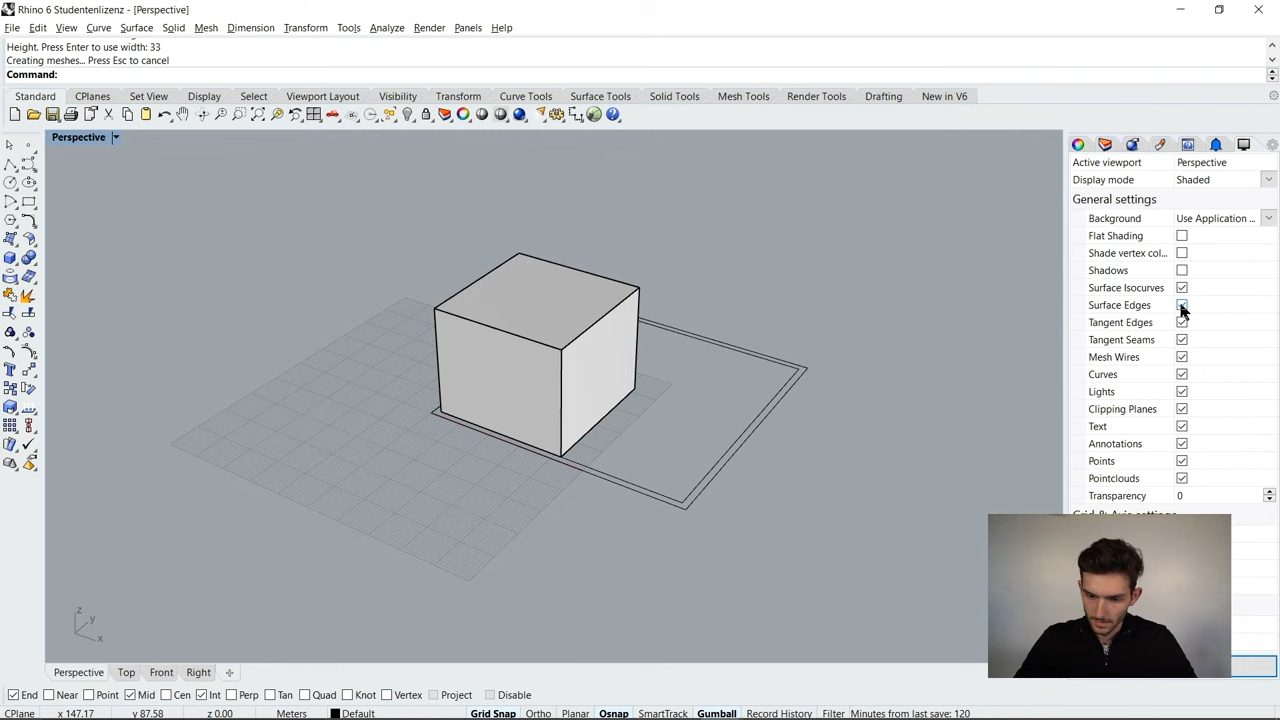 Rhino 6 Studentenlizenz - [Perspective]
File Edit View Curve Surface Solid Mesh Dimension Transform Tools Analyze Render Panels Help
Height. Press Enter to use width: 33
Creating meshes... Press Esc to cancel
Command:
Standard CPlanes Set View Display Select Viewport Layout Visibility Transform Curve Tools Surface Tools Solid Tools Mesh Tools Render Tools Drafting New in V6
Perspective
Active viewport Perspective
Display mode Shaded
General settings
Background Use Application ...
Flat Shading
Shade vertex col...
Shadows
Surface Isocurves
Surface Edges
Tangent Edges
Tangent Seams
Mesh Wires
Curves
Lights
Clipping Planes
Text
Annotations
Points
Pointclouds
Transparency 0
z
y
x
Perspective Top Front Right
End Near Point Mid Cen Int Perp Tan Quad Knot Vertex Project Disable
CPlane x 147.17 y 87.58 z 0.00 Meters Default Grid Snap Ortho Planar Osnap SmartTrack Gumball Record History Filter Minutes from last save: 120